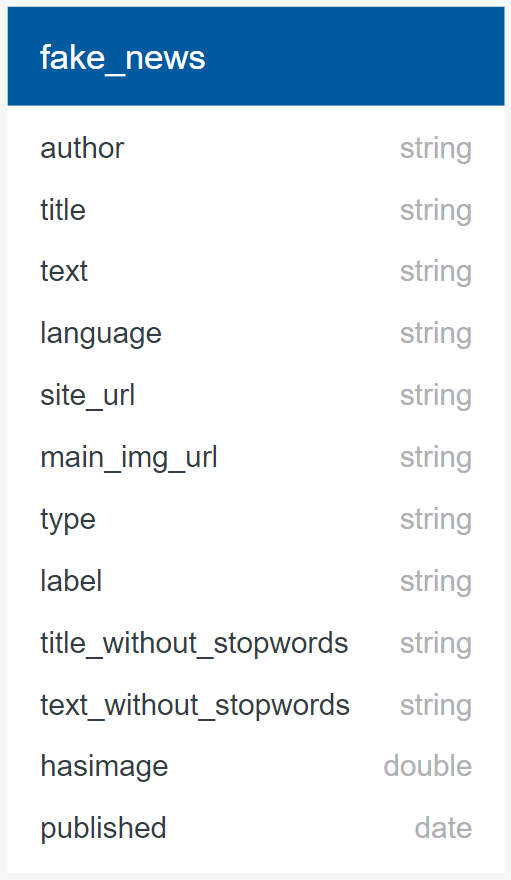 fake_news
author string
title string
text string
language string
site_url string
main_img_url string
type string
label string
title_without_stopwords string
text_without_stopwords string
hasimage double
published date